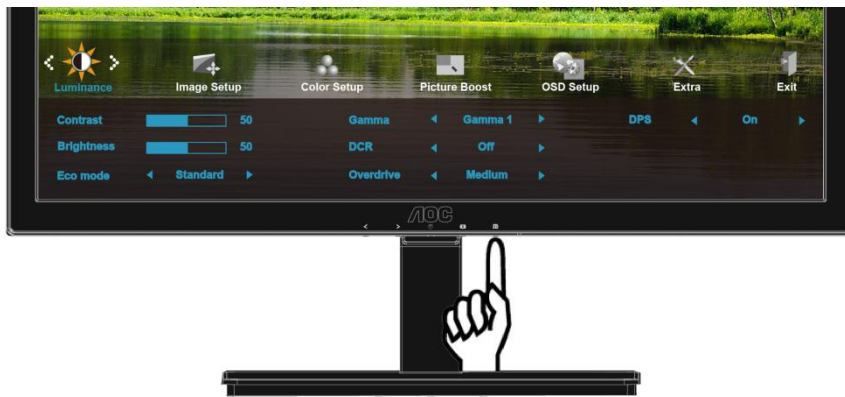 Luminance Image Setup Color Setup Picture Boost OSD Setup Extra Exit
Contrast 50 Gamma Gamma 1 DPS On
Brightness 50 DCR Off
Eco mode Standard Overdrive Medium
AOC